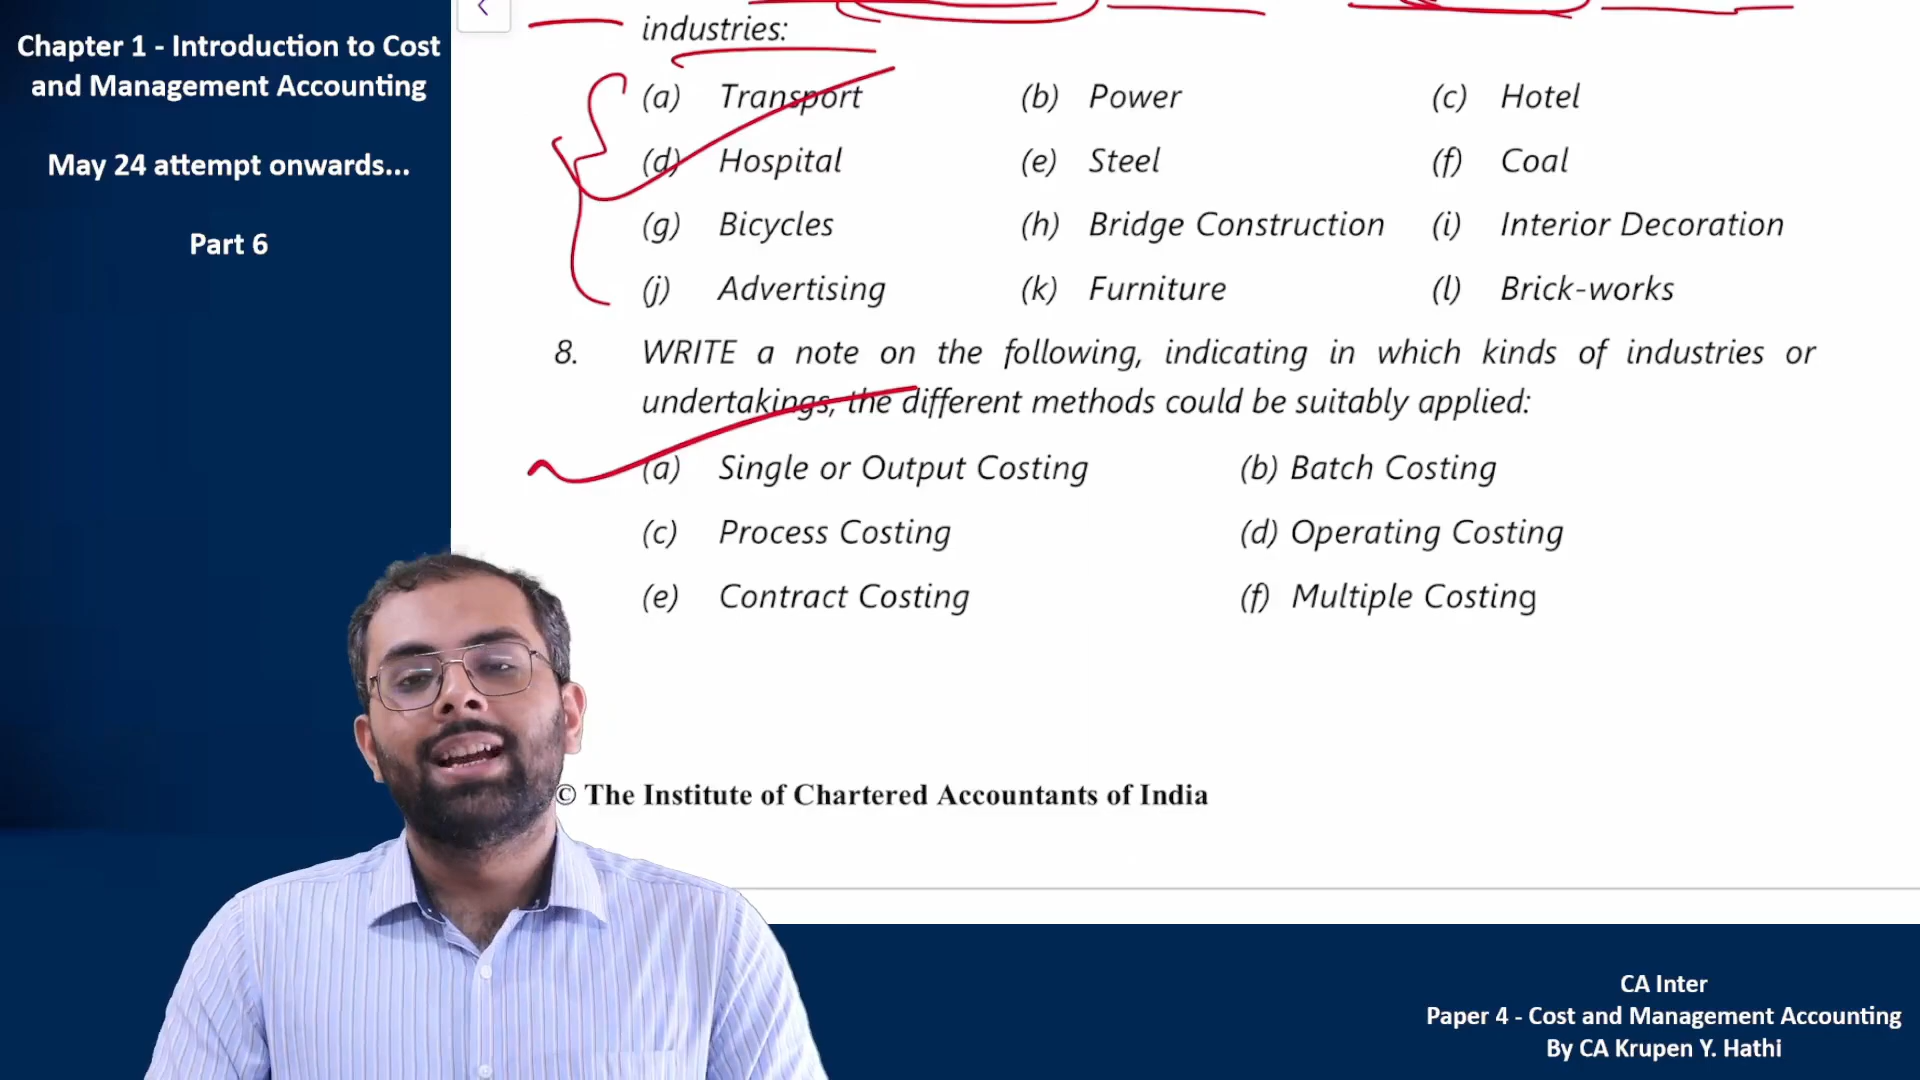 Chapter 1 - Introduction to Cost
and Management Accounting
May 24 attempt onwards...
Part 6
industries:
(a) Transport (b) Power (c) Hotel
(d) Hospital (e) Steel (f) Coal
(g) Bicycles (h) Bridge Construction (i) Interior Decoration
(j) Advertising (k) Furniture (l) Brick-works
8. WRITE a note on the following, indicating in which kinds of industries or
undertakings, the different methods could be suitably applied:
(a) Single or Output Costing (b) Batch Costing
(c) Process Costing (d) Operating Costing
(e) Contract Costing (f) Multiple Costing
© The Institute of Chartered Accountants of India
CA Inter
Paper 4 - Cost and Management Accounting
By CA Krupen Y. Hathi